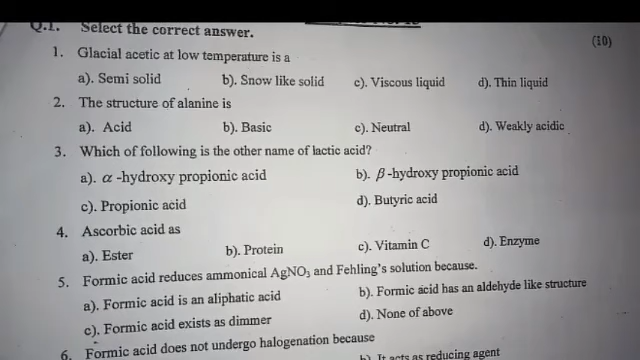 Q.1. Select the correct answer. (10)
1. Glacial acetic at low temperature is a
a). Semi solid b). Snow like solid c). Viscous liquid d). Thin liquid
2. The structure of alanine is
a). Acid b). Basic c). Neutral d). Weakly acidic
3. Which of following is the other name of lactic acid?
a). α -hydroxy propionic acid b). β -hydroxy propionic acid
c). Propionic acid d). Butyric acid
4. Ascorbic acid as
a). Ester b). Protein c). Vitamin C d). Enzyme
5. Formic acid reduces ammonical AgNO₃ and Fehling's solution because.
a). Formic acid is an aliphatic acid b). Formic acid has an aldehyde like structure
c). Formic acid exists as dimmer d). None of above
6. Formic acid does not undergo halogenation because
b). It acts as reducing agent